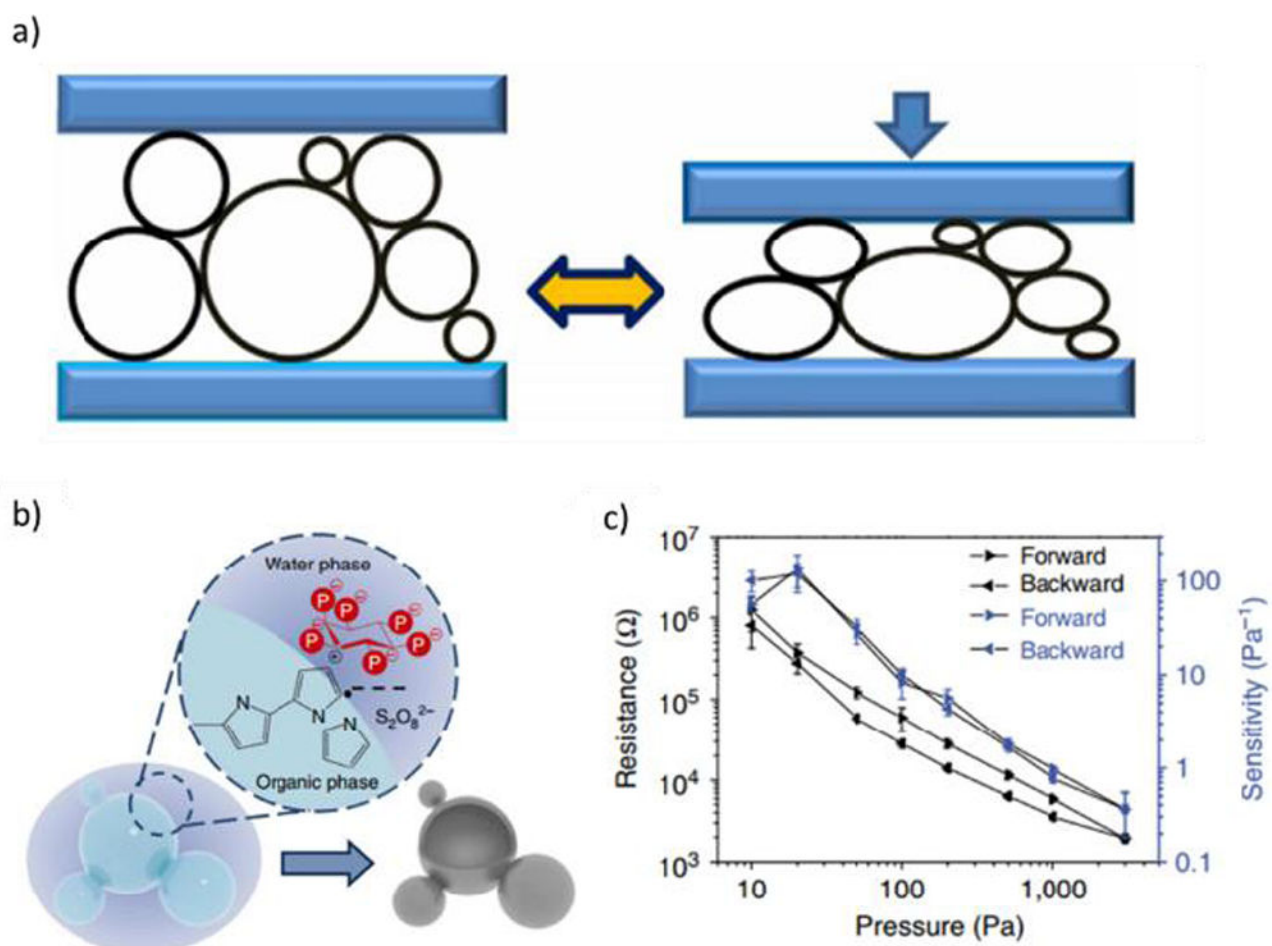 a)
b)
Water phase
P⊖ P⊖ P⊖ P⊖ P⊖ P⊖
⊕
N
N
N
S₂O₈²⁻
Organic phase
c)
Forward
Backward
Forward
Backward
10⁷
10⁶
10⁵
10⁴
10³
Resistance (Ω)
10 100 1,000
Pressure (Pa)
100
10
1
0.1
Sensitivity (Pa⁻¹)